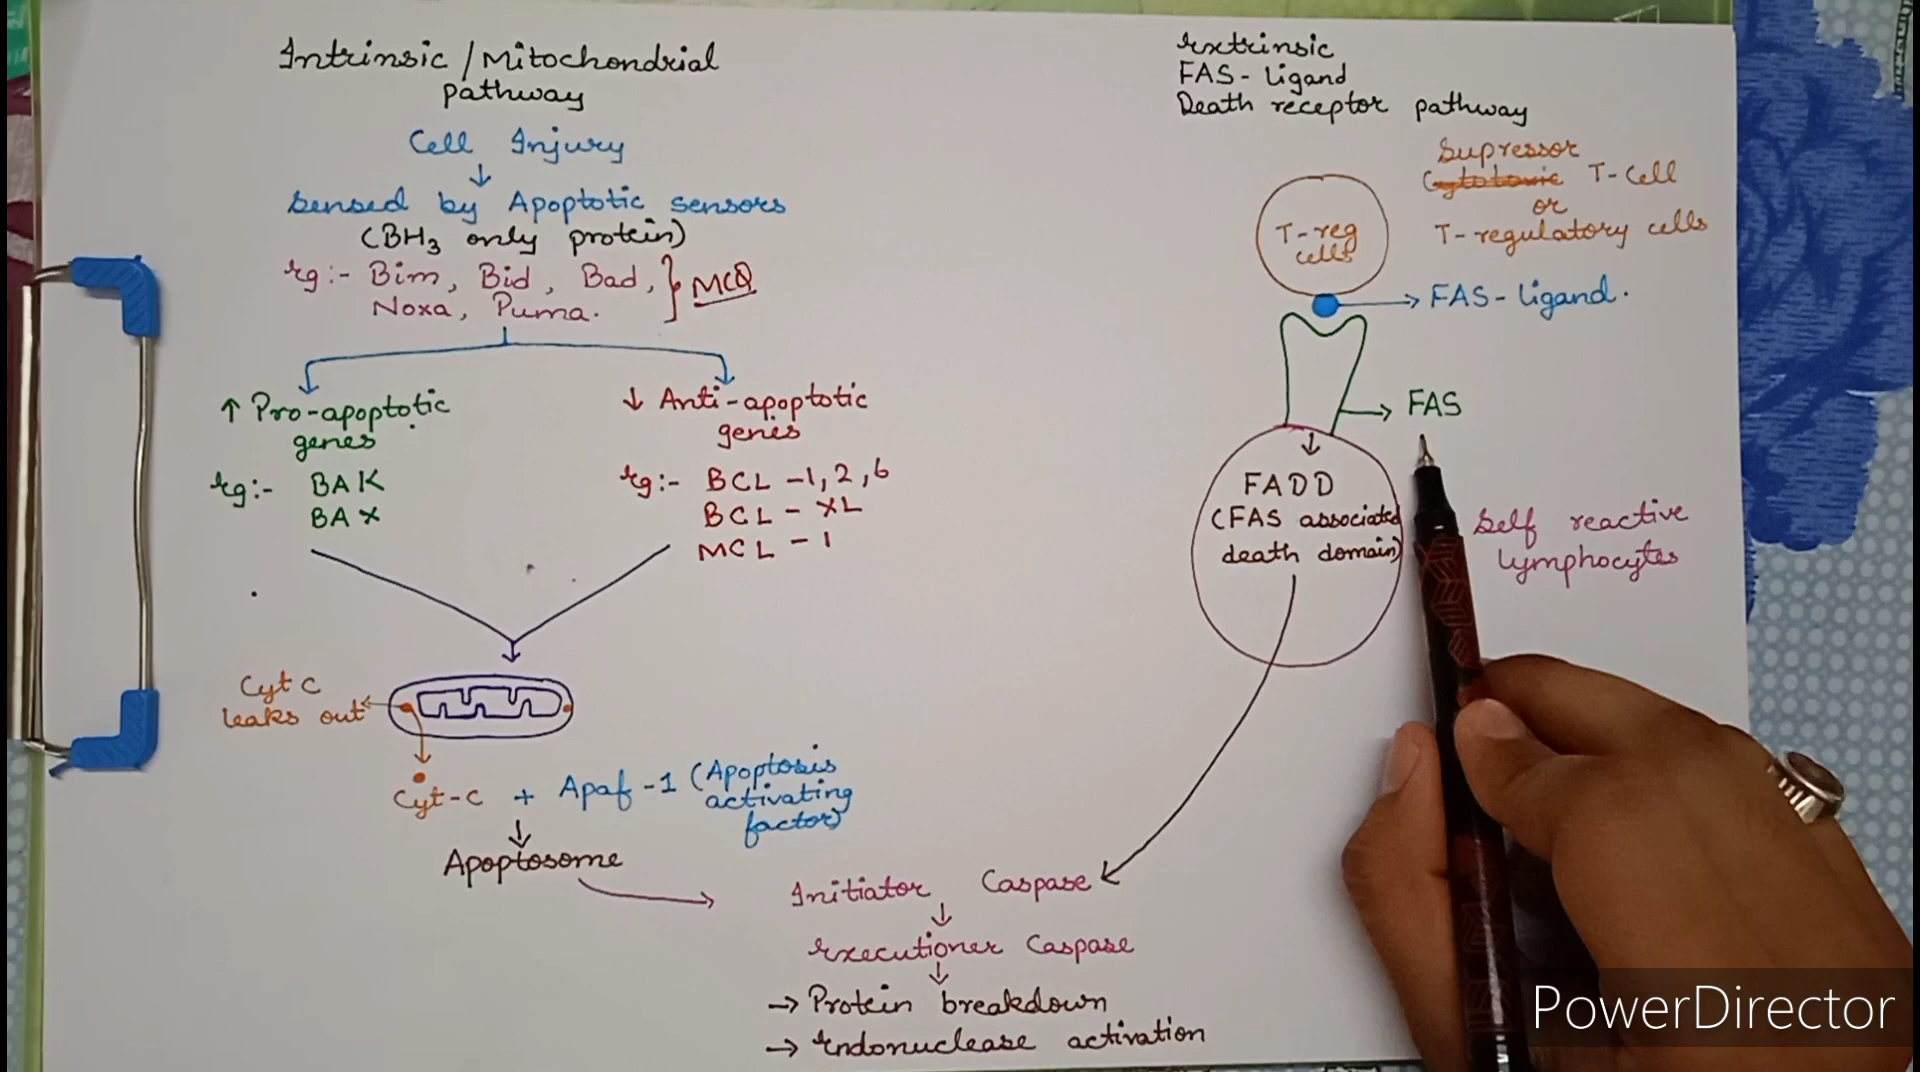 Intrinsic / Mitochondrial
pathway
Cell Injury
↓
Sensed by Apoptotic sensors
(BH3 only protein)
eg:- Bim, Bid, Bad, } MCQ
Noxa, Puma.
↑ Pro-apoptotic
genes
eg:- BAK
BAX
↓ Anti-apoptotic
genes
eg:- BCL -1, 2, 6
BCL - XL
MCL - 1
Cyt C
leaks out
Cyt-C + Apaf-1 (Apoptosis
activating
factor)
↓
Apoptosome
Extrinsic
FAS - Ligand
Death receptor pathway
Supressor
Cytotoxic T-Cell
or
T-regulatory cells
T-reg
cells
→ FAS-Ligand.
→ FAS
↓
FADD
(FAS associated
death domain)
Self reactive
Lymphocytes
Initiator Caspase
↓
Executioner Caspase
↓
→ Protein breakdown
→ Endonuclease activation
PowerDirector